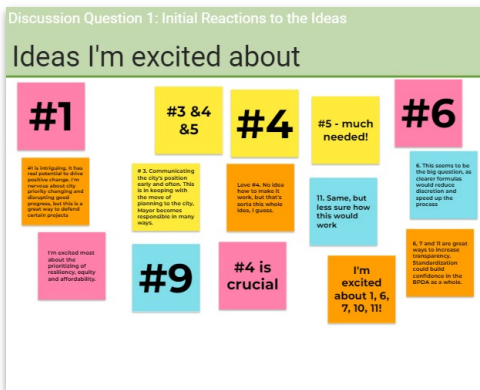 Discussion Question 1: Initial Reactions to the Ideas
Ideas I'm excited about
#1
#3 &4
&5
#4
#5 - much
needed!
#6
#1 is intriguing. It has
real potential to drive
positive change. I'm
nervous about city
priority changing and
disrupting good
progress, but this is a
great way to defend
certain projects
# 3. Communicating
the city's position
early and often. This
is in keeping with
the move of
planning to the city,
Mayor becomes
responsible in many
ways.
Love #4. No idea
how to make it
work, but that's
sorta this whole
idea, I guess.
11. Same, but
less sure how
this would
work
6. This seems to be
the big question, as
clearer formulas
would reduce
discretion and
speed up the
process
I'm excited most
about the
prioritizing of
resiliency, equity
and affordability.
#9
#4 is
crucial
I'm
excited
about 1, 6,
7, 10, 11!
6, 7 and 11 are great
ways to increase
transparency.
Standardization
could build
confidence in the
BPDA as a whole.